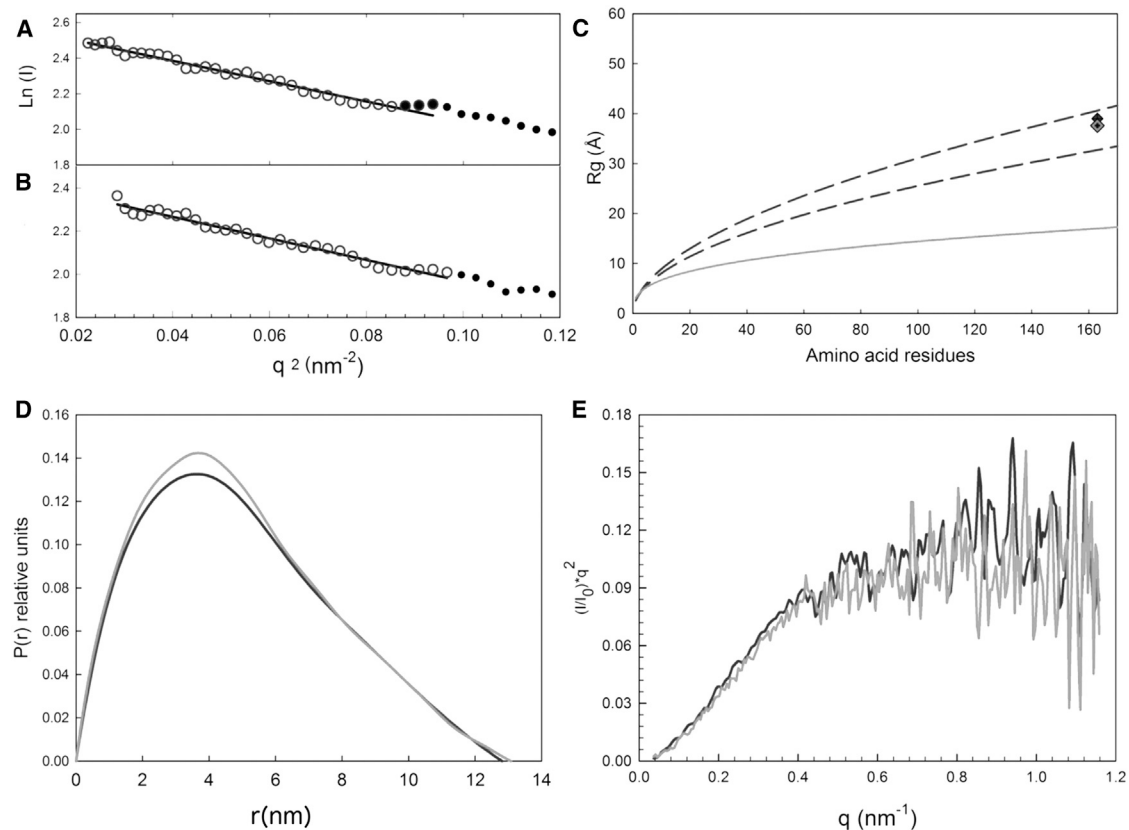 A
2.6
2.4
2.2
2.0
1.8
Ln (I)
B
2.4
2.2
2.0
1.8
0.02 0.04 0.06 0.08 0.10 0.12
q 2 (nm-2)
C
60
50
40
30
20
10
0
Rg (Å)
0 20 40 60 80 100 120 140 160
Amino acid residues
D
0.16
0.14
0.12
0.10
0.08
0.06
0.04
0.02
0.00
P(r) relative units
0 2 4 6 8 10 12 14
r(nm)
E
0.18
0.15
0.12
0.09
0.06
0.03
0.00
(I/I0)*q2
0.0 0.2 0.4 0.6 0.8 1.0 1.2
q (nm-1)